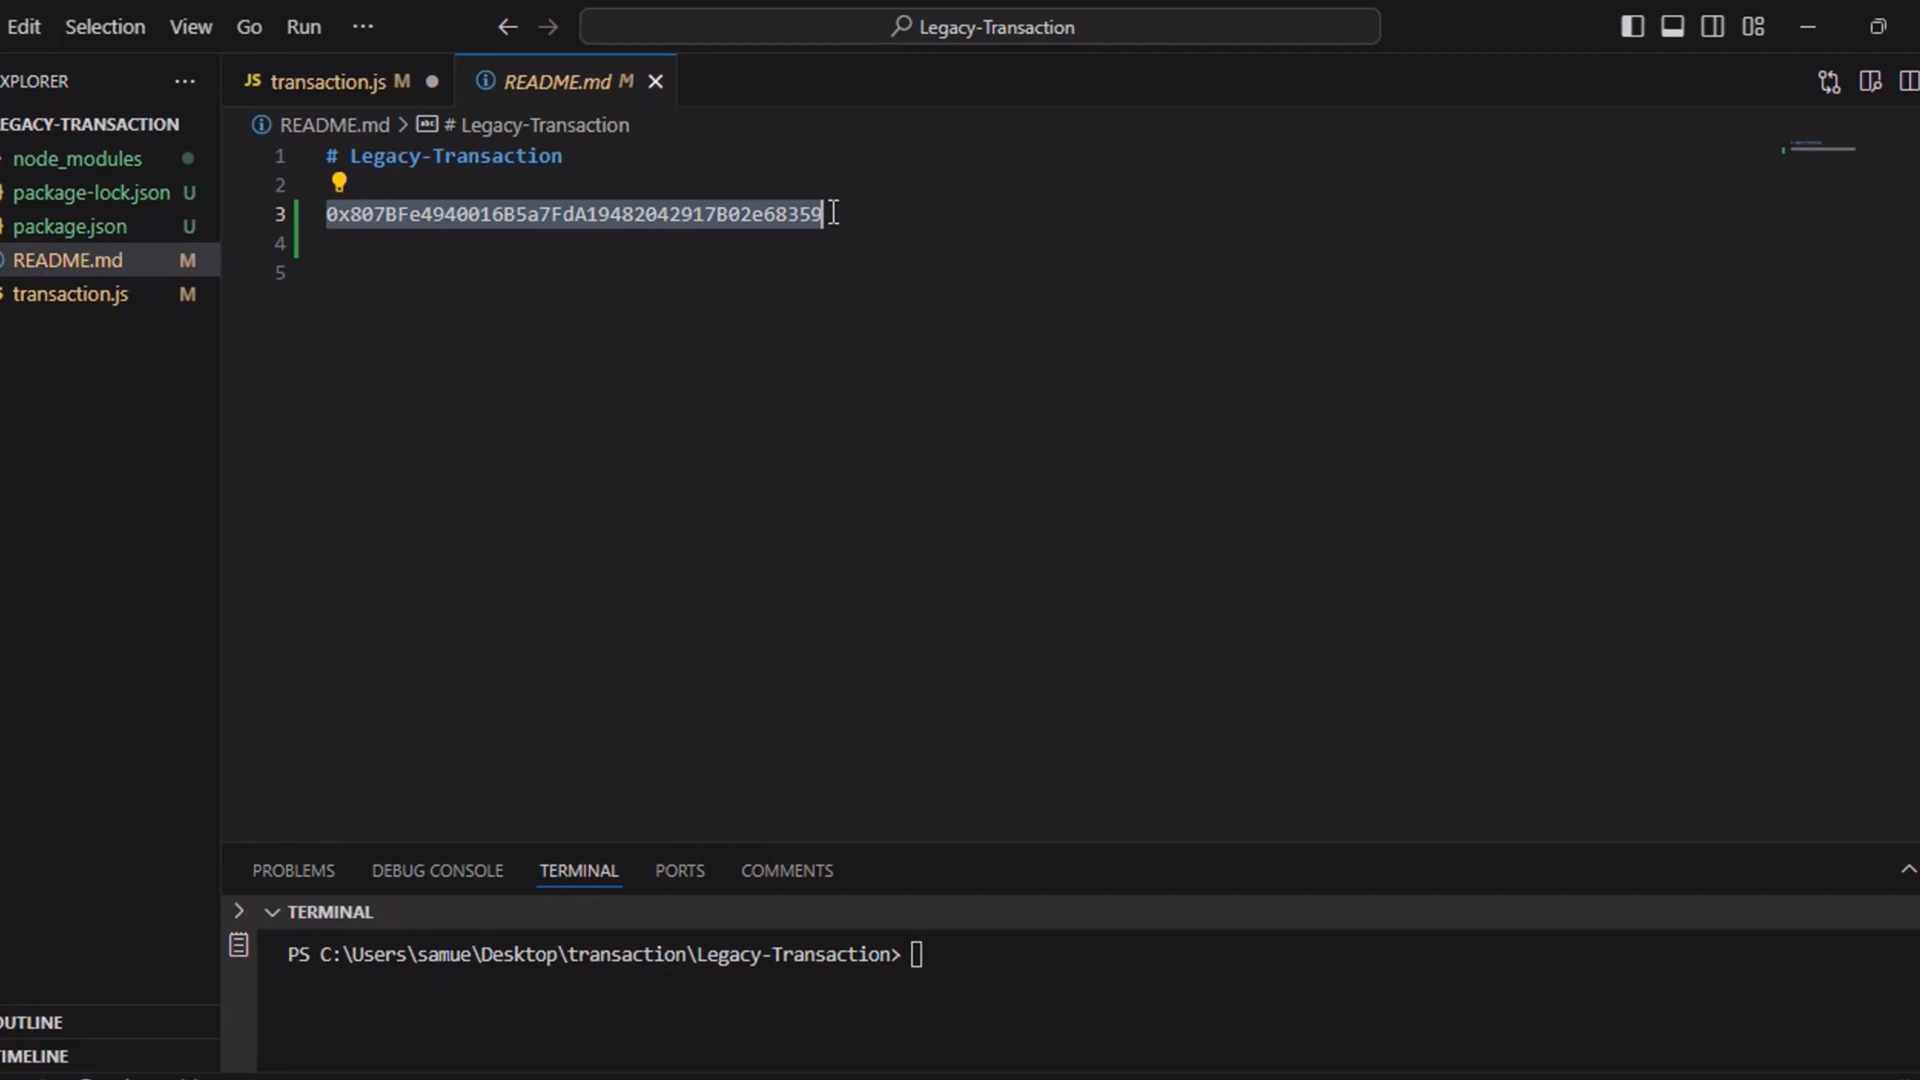 Edit Selection View Go Run ··· Legacy-Transaction
XPLORER ···
JS transaction.js M
README.md M
EGACY-TRANSACTION
README.md > # Legacy-Transaction
node_modules
package-lock.json U
package.json U
README.md M
transaction.js M
1 # Legacy-Transaction
2
3 0x807BFe4940016B5a7FdA19482042917B02e68359
4
5
PROBLEMS DEBUG CONSOLE TERMINAL PORTS COMMENTS
TERMINAL
PS C:\Users\samue\Desktop\transaction\Legacy-Transaction>
OUTLINE
TIMELINE